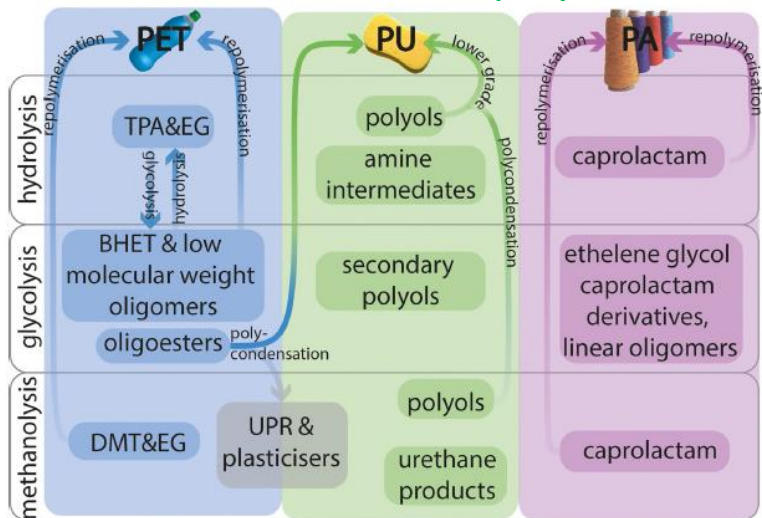 PET
PU
PA
repolymerisation
repolymerisation
lower grade
repolymerisation
repolymerisation
hydrolysis
TPA&EG
glycolysis
hydrolysis
polyols
amine
intermediates
polycondensation
caprolactam
glycolysis
BHET & low
molecular weight
oligomers
oligoesters
poly-
condensation
secondary
polyols
ethelene glycol
caprolactam
derivatives,
linear oligomers
methanolysis
DMT&EG
UPR &
plasticisers
polyols
urethane
products
caprolactam